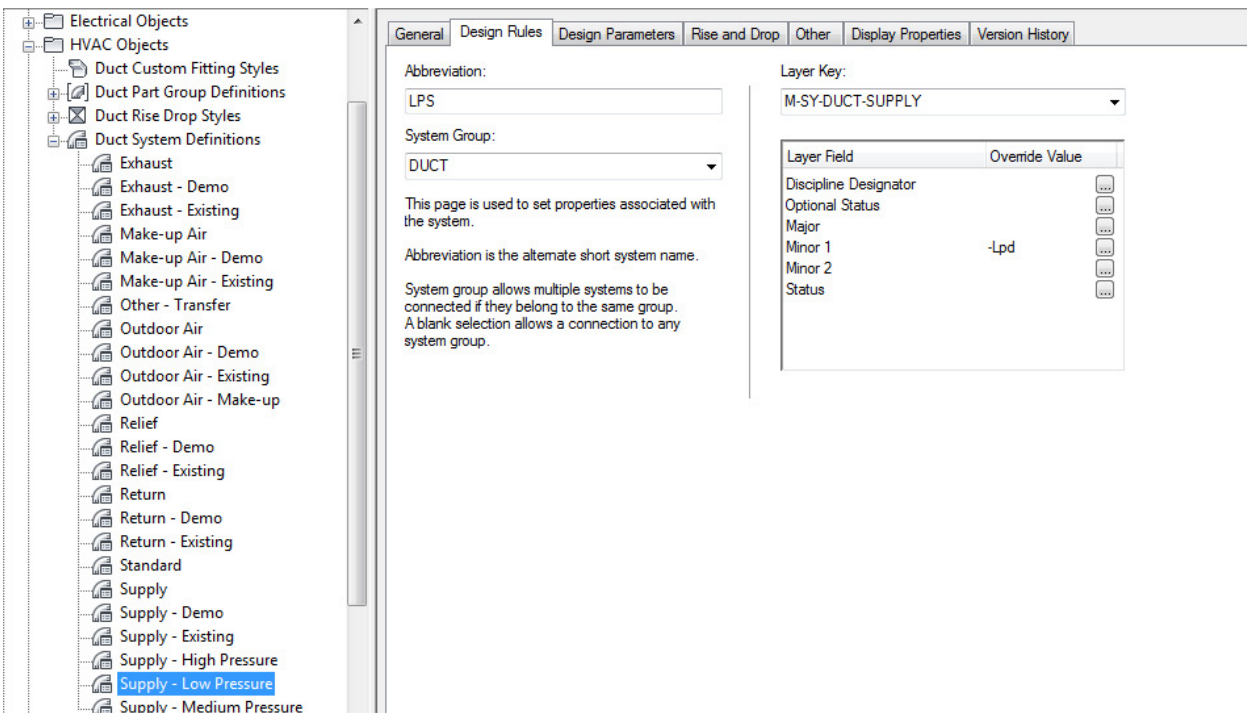 Electrical Objects
HVAC Objects
Duct Custom Fitting Styles
Duct Part Group Definitions
Duct Rise Drop Styles
Duct System Definitions
Exhaust
Exhaust - Demo
Exhaust - Existing
Make-up Air
Make-up Air - Demo
Make-up Air - Existing
Other - Transfer
Outdoor Air
Outdoor Air - Demo
Outdoor Air - Existing
Outdoor Air - Make-up
Relief
Relief - Demo
Relief - Existing
Return
Return - Demo
Return - Existing
Standard
Supply
Supply - Demo
Supply - Existing
Supply - High Pressure
Supply - Low Pressure
Supply - Medium Pressure
General Design Rules Design Parameters Rise and Drop Other Display Properties Version History
Abbreviation:
LPS
System Group:
DUCT
This page is used to set properties associated with
the system.
Abbreviation is the alternate short system name.
System group allows multiple systems to be
connected if they belong to the same group.
A blank selection allows a connection to any
system group.
Layer Key:
M-SY-DUCT-SUPPLY
Layer Field Override Value
Discipline Designator ...
Optional Status ...
Major ...
Minor 1 -Lpd ...
Minor 2 ...
Status ...